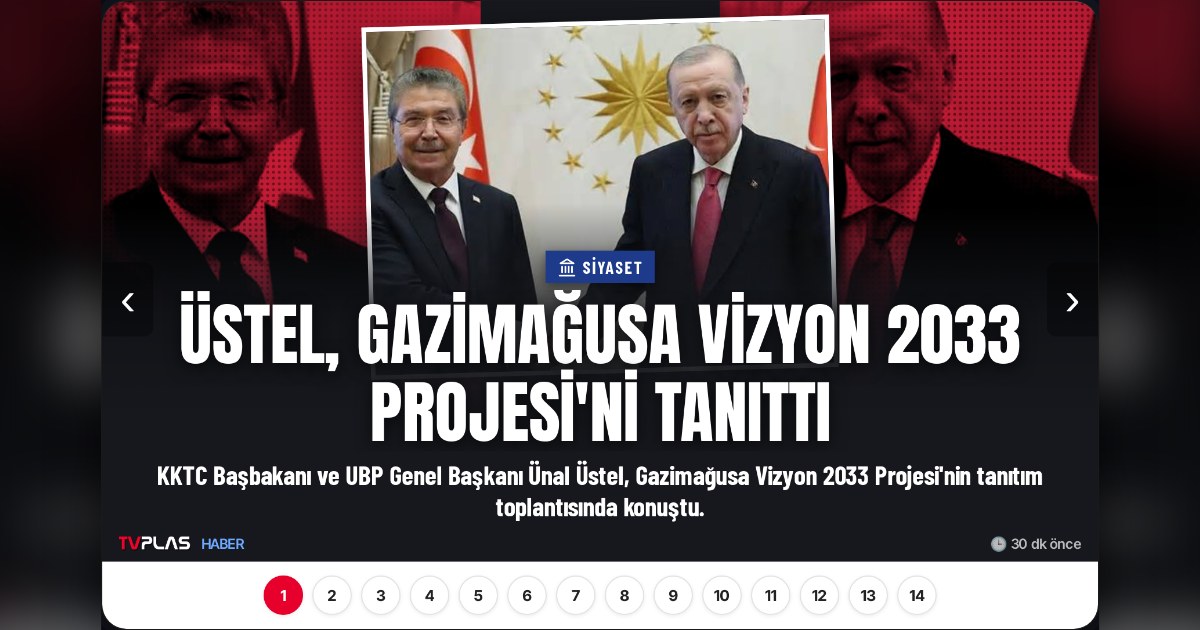 SİYASET
ÜSTEL, GAZİMAĞUSA VİZYON 2033
PROJESİ'Nİ TANITTI
KKTC Başbakanı ve UBP Genel Başkanı Ünal Üstel, Gazimağusa Vizyon 2033 Projesi'nin tanıtım
toplantısında konuştu.
TVPLAS HABER
30 dk önce
1 2 3 4 5 6 7 8 9 10 11 12 13 14